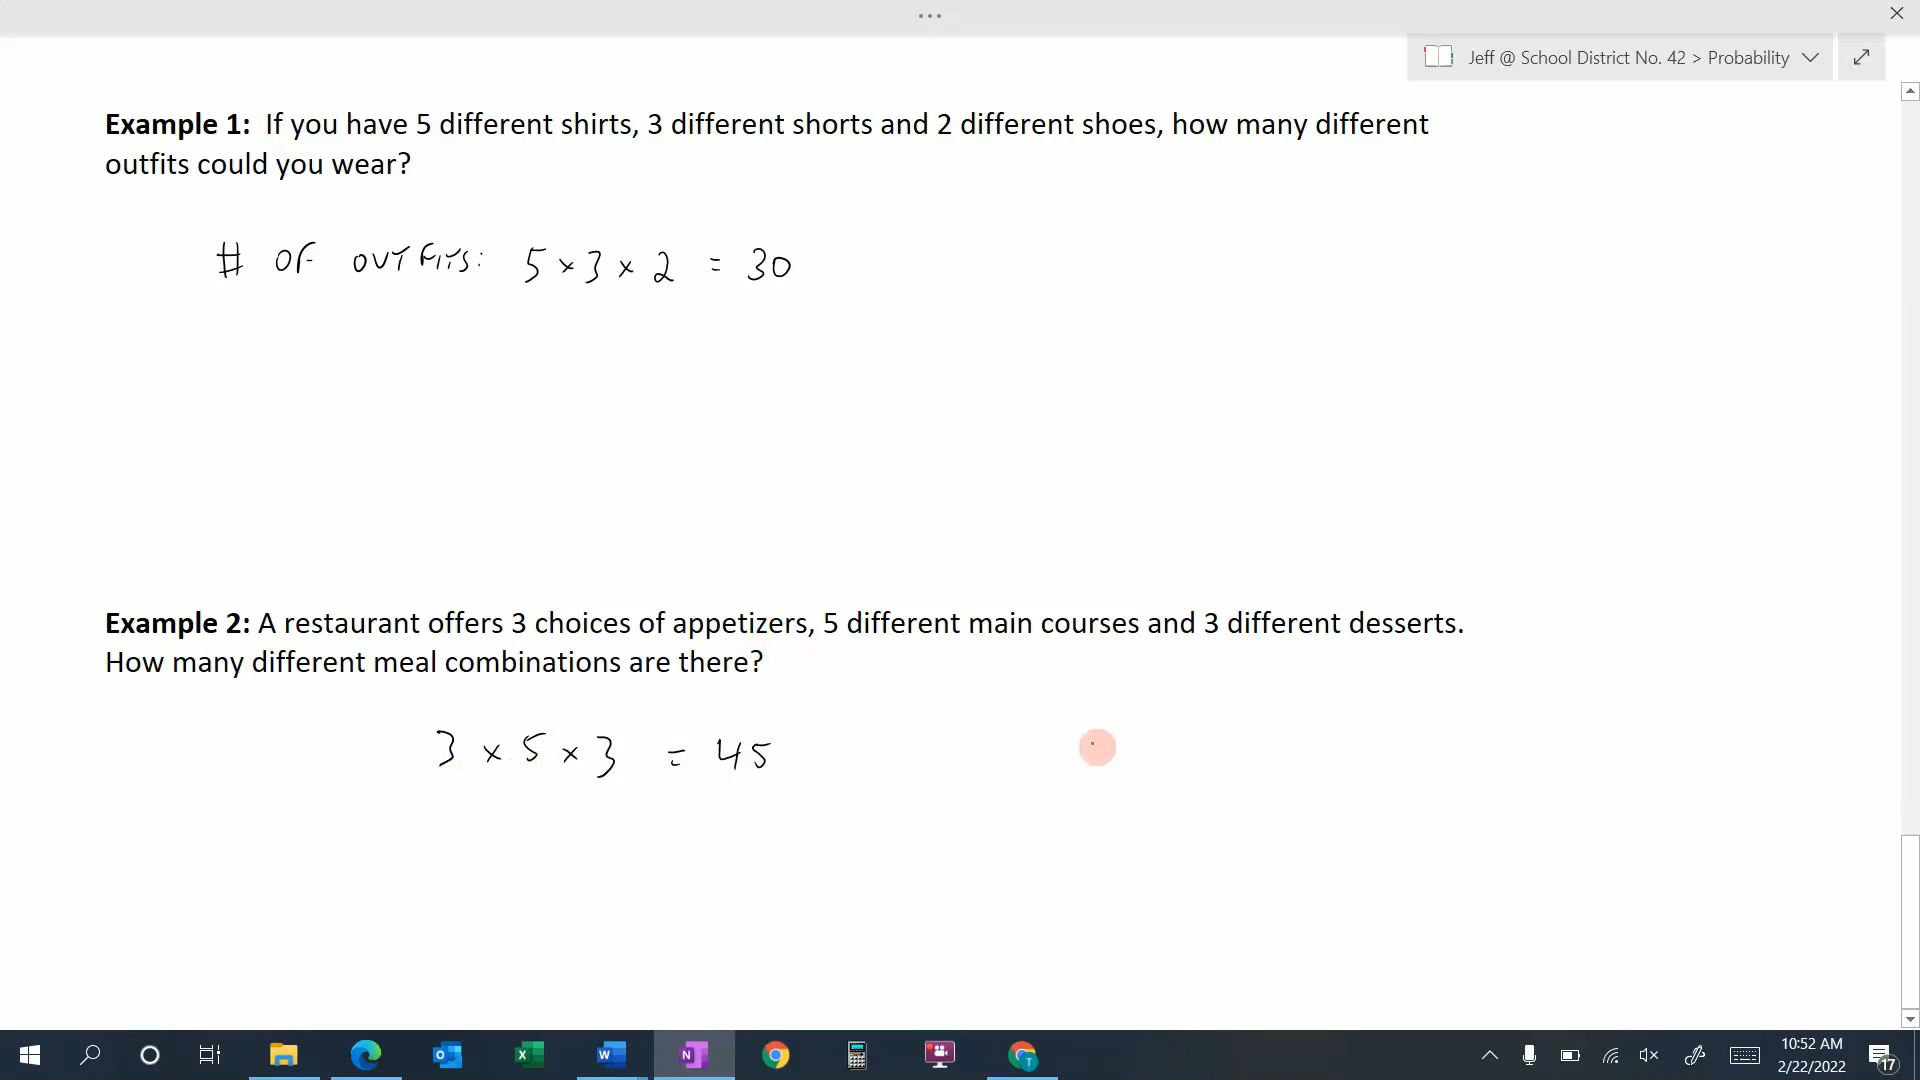 Jeff @ School District No. 42 > Probability
Example 1: If you have 5 different shirts, 3 different shorts and 2 different shoes, how many different
outfits could you wear?
# OF OUTFITS: 5 × 3 × 2 = 30
Example 2: A restaurant offers 3 choices of appetizers, 5 different main courses and 3 different desserts.
How many different meal combinations are there?
3 × 5 × 3 = 45
10:52 AM
2/22/2022
17